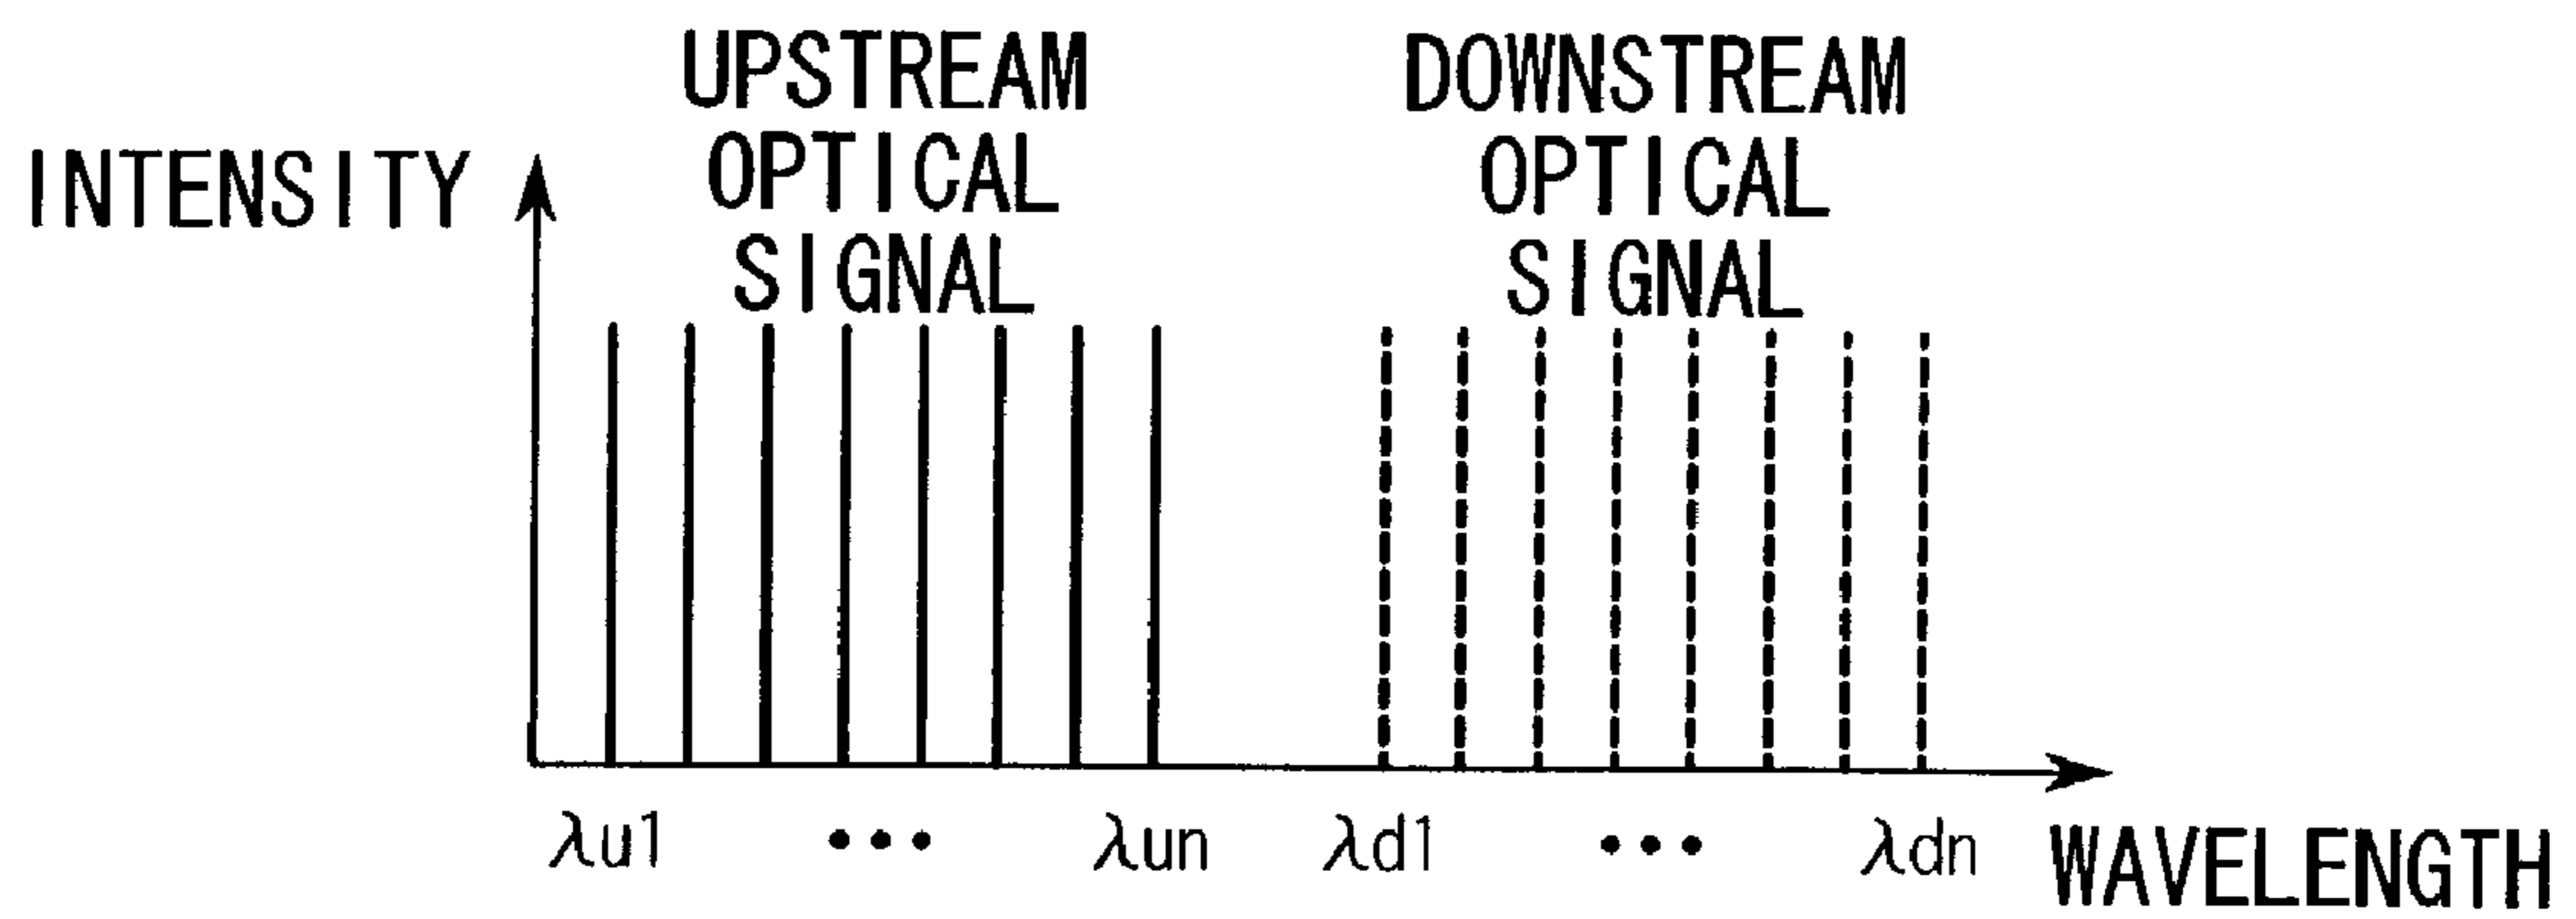 UPSTREAM
OPTICAL
SIGNAL
DOWNSTREAM
OPTICAL
SIGNAL
INTENSITY
λu1 ••• λun λd1 ••• λdn
WAVELENGTH